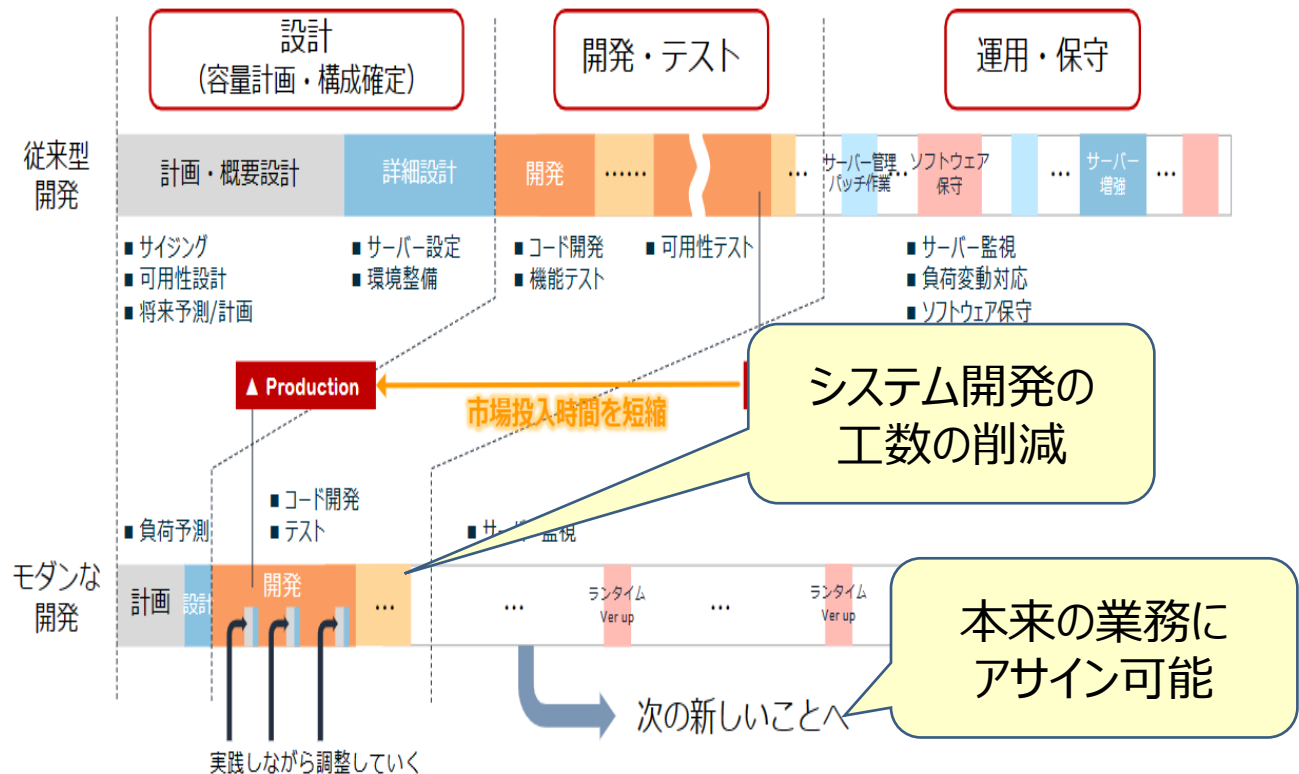 設計
（容量計画・構成確定）
開発・テスト
運用・保守
従来型
開発
計画・概要設計
詳細設計
開発
……
…
サーバー管理
パッチ作業
…
ソフトウェア
保守
…
サーバー
増強
…
■ サイジング
■ 可用性設計
■ 将来予測/計画
■ サーバー設定
■ 環境整備
■ コード開発
■ 機能テスト
■ 可用性テスト
■ サーバー監視
■ 負荷変動対応
■ ソフトウェア保守
▲ Production
市場投入時間を短縮
システム開発の
工数の削減
■ 負荷予測
■ コード開発
■ テスト
■ サーバー監視
モダンな
開発
計画
設計
開発
…
…
ランタイム
Ver up
…
ランタイム
Ver up
本来の業務に
アサイン可能
次の新しいことへ
実践しながら調整していく